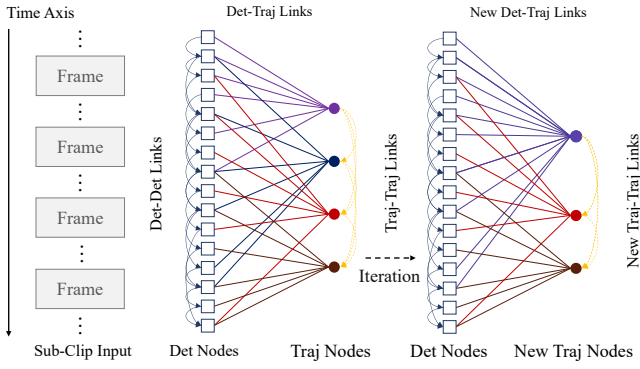 Time Axis
Det-Traj Links
New Det-Traj Links
Frame
Frame
Frame
Frame
Det-Det Links
Traj-Traj Links
New Traj-Traj Links
Iteration
Sub-Clip Input
Det Nodes
Traj Nodes
Det Nodes
New Traj Nodes